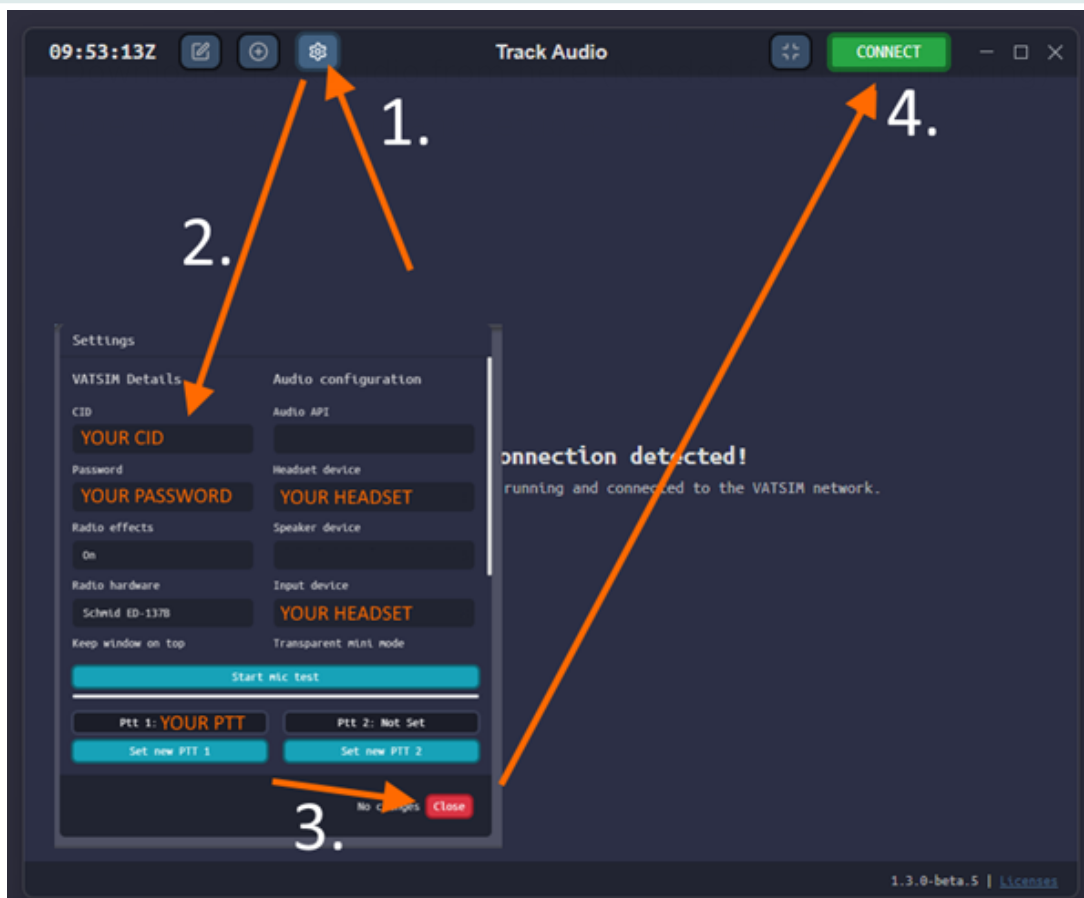 09:53:13Z Track Audio CONNECT
1.
4.
2.
Settings
VATSIM Details Audio configuration
CID Audio API
YOUR CID
onnection detected!
Password Headset device
running and connected to the VATSIM network.
YOUR PASSWORD YOUR HEADSET
Radio effects Speaker device
On
Radio hardware Input device
Schmid ED-137B YOUR HEADSET
Keep window on top Transparent mini mode
Start mic test
Ptt 1: YOUR PTT Ptt 2: Not Set
Set new PTT 1 Set new PTT 2
No Close
3.
1.3.0-beta.5 | Licenses